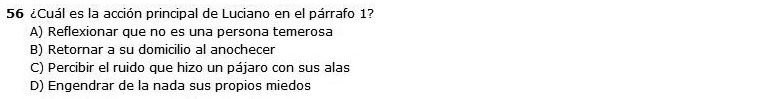 56 ¿Cuál es la acción principal de Luciano en el párrafo 1?
A) Reflexionar que no es una persona temerosa
B) Retornar a su domicilio al anochecer
C) Percibir el ruido que hizo un pájaro con sus alas
D) Engendrar de la nada sus propios miedos